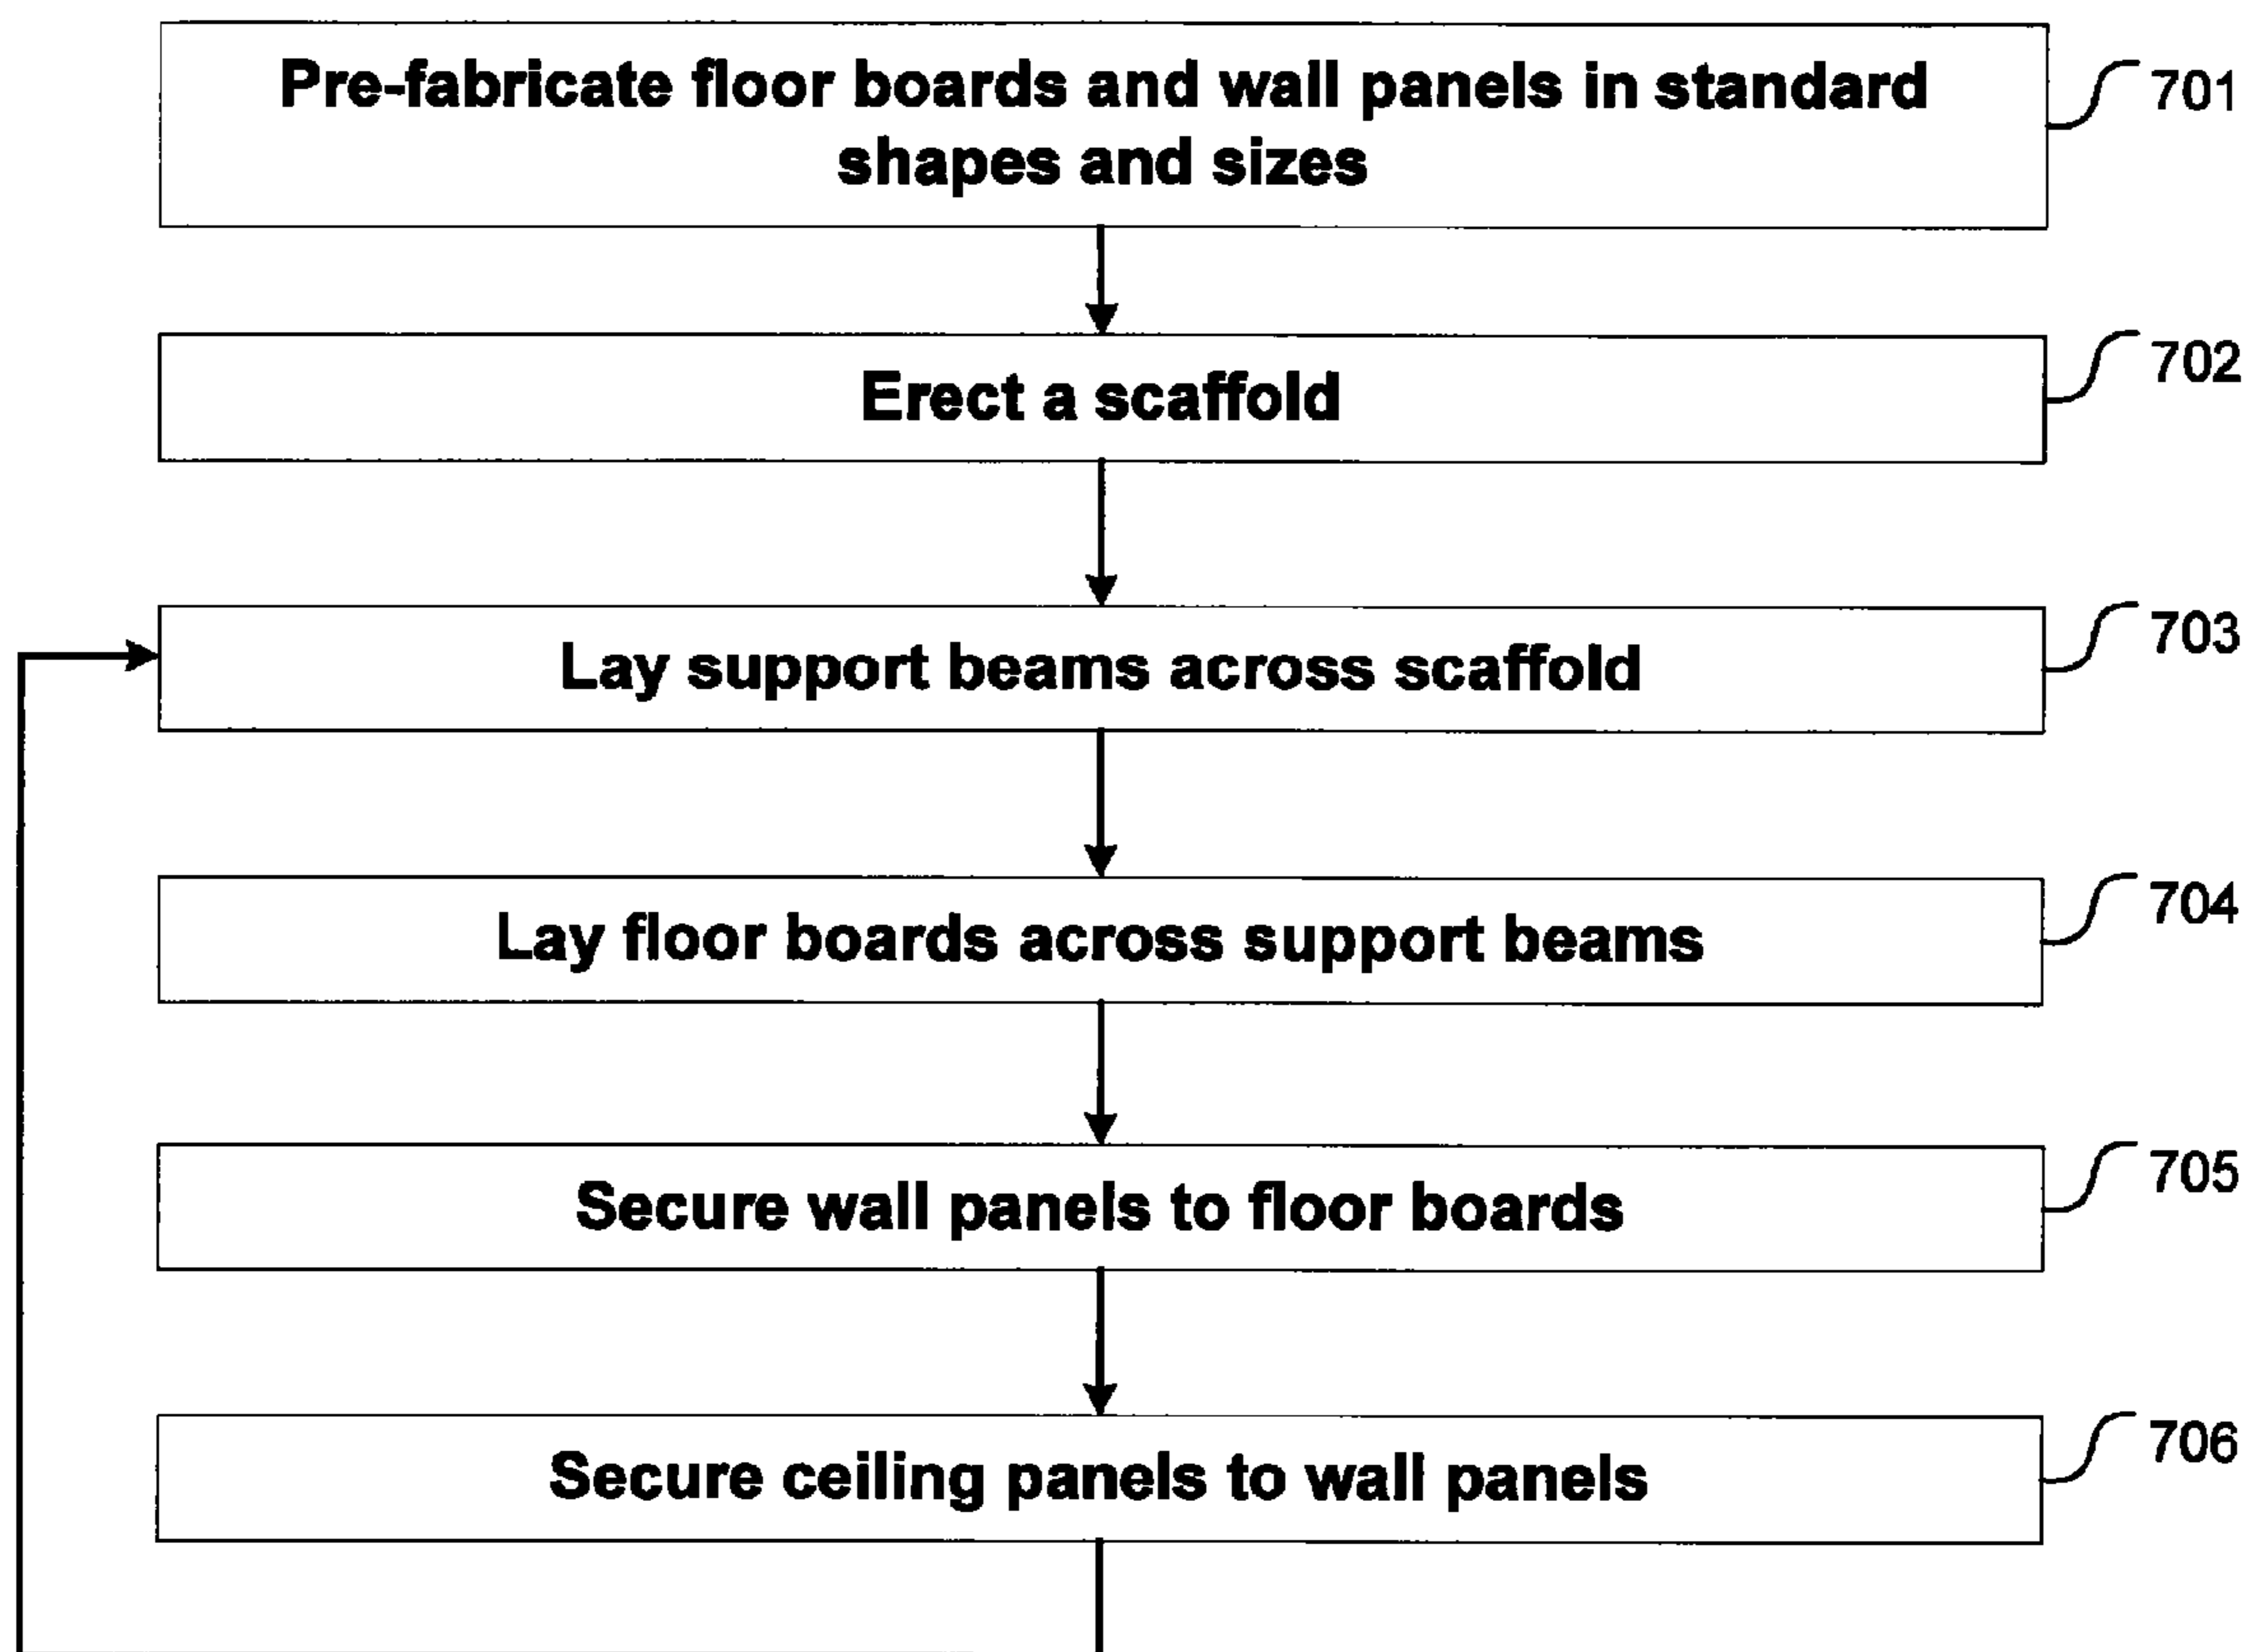 Pre-fabricate floor boards and wall panels in standard
shapes and sizes
701
Erect a scaffold
702
Lay support beams across scaffold
703
Lay floor boards across support beams
704
Secure wall panels to floor boards
705
Secure ceiling panels to wall panels
706